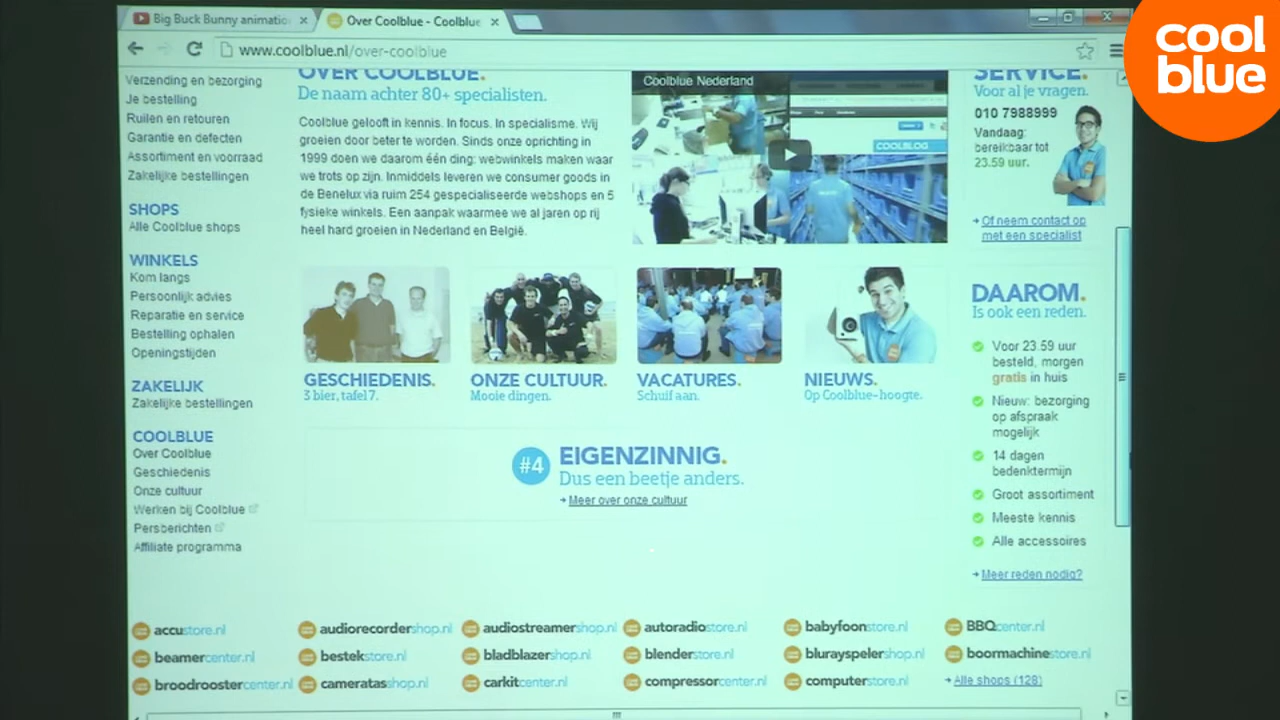 Big Buck Bunny animatio
Over Coolblue - Coolblue
www.coolblue.nl/over-coolblue
cool
blue
Verzending en bezorging
Je bestelling
Ruilen en retouren
Garantie en defecten
Assortiment en voorraad
Zakelijke bestellingen
SHOPS
Alle Coolblue shops
WINKELS
Kom langs
Persoonlijk advies
Reparatie en service
Bestelling ophalen
Openingstijden
ZAKELIJK
Zakelijke bestellingen
COOLBLUE
Over Coolblue
Geschiedenis
Onze cultuur
Werken bij Coolblue
Persberichten
Affiliate programma
OVER COOLBLUE.
De naam achter 80+ specialisten.
Coolblue gelooft in kennis. In focus. In specialisme. Wij
groeien door beter te worden. Sinds onze oprichting in
1999 doen we daarom één ding: webwinkels maken waar
we trots op zijn. Inmiddels leveren we consumer goods in
de Benelux via ruim 254 gespecialiseerde webshops en 5
fysieke winkels. Een aanpak waarmee we al jaren op rij
heel hard groeien in Nederland en België.
Coolblue Nederland
COOLBLOG
GESCHIEDENIS.
3 bier, tafel 7.
ONZE CULTUUR.
Mooie dingen.
VACATURES.
Schuif aan.
NIEUWS.
Op Coolblue-hoogte.
#4 EIGENZINNIG.
Dus een beetje anders.
Meer over onze cultuur
SERVICE.
Voor al je vragen.
010 7988999
Vandaag:
bereikbaar tot
23.59 uur.
Of neem contact op
met een specialist
DAAROM.
Is ook een reden.
Voor 23.59 uur
besteld, morgen
gratis in huis
Nieuw: bezorging
op afspraak
mogelijk
14 dagen
bedenktermijn
Groot assortiment
Meeste kennis
Alle accessoires
Meer reden nodig?
accustore.nl audiorecordershop.nl audiostreamershop.nl autoradiostore.nl babyfoonstore.nl BBQcenter.nl
beamercenter.nl bestekstore.nl bladblazershop.nl blenderstore.nl bluraysspelershop.nl boormachinestore.nl
broodroostercenter.nl cameratasshop.nl carkitcenter.nl compressorcenter.nl computerstore.nl Alle shops (128)